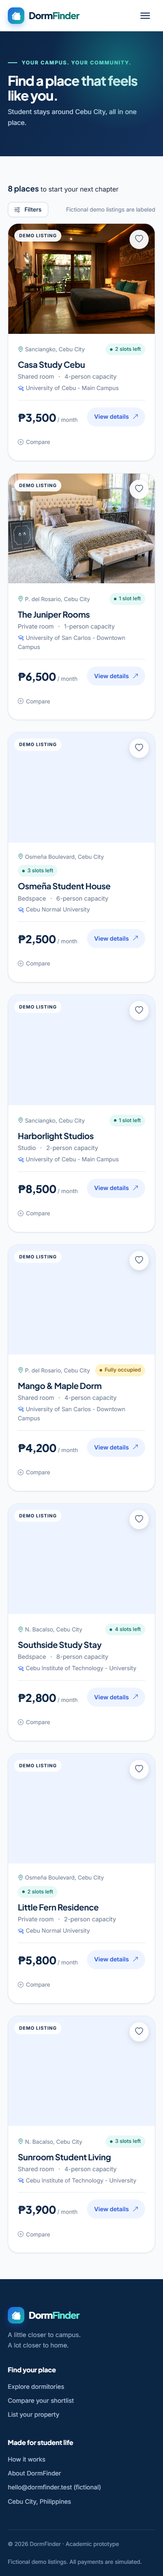 DormFinder
YOUR CAMPUS. YOUR COMMUNITY.
Find a place that feels
like you.
Student stays around Cebu City, all in one
place.
8 places to start your next chapter
Filters
Fictional demo listings are labeled
DEMO LISTING
Sanciangko, Cebu City
2 slots left
Casa Study Cebu
Shared room · 4-person capacity
University of Cebu - Main Campus
₱3,500 / month
View details
Compare
DEMO LISTING
P. del Rosario, Cebu City
1 slot left
The Juniper Rooms
Private room · 1-person capacity
University of San Carlos - Downtown
Campus
₱6,500 / month
View details
Compare
DEMO LISTING
Osmeña Boulevard, Cebu City
3 slots left
Osmeña Student House
Bedspace · 6-person capacity
Cebu Normal University
₱2,500 / month
View details
Compare
DEMO LISTING
Sanciangko, Cebu City
1 slot left
Harborlight Studios
Studio · 2-person capacity
University of Cebu - Main Campus
₱8,500 / month
View details
Compare
DEMO LISTING
P. del Rosario, Cebu City
Fully occupied
Mango & Maple Dorm
Shared room · 4-person capacity
University of San Carlos - Downtown
Campus
₱4,200 / month
View details
Compare
DEMO LISTING
N. Bacalso, Cebu City
4 slots left
Southside Study Stay
Bedspace · 8-person capacity
Cebu Institute of Technology - University
₱2,800 / month
View details
Compare
DEMO LISTING
Osmeña Boulevard, Cebu City
2 slots left
Little Fern Residence
Private room · 2-person capacity
Cebu Normal University
₱5,800 / month
View details
Compare
DEMO LISTING
N. Bacalso, Cebu City
3 slots left
Sunroom Student Living
Shared room · 4-person capacity
Cebu Institute of Technology - University
₱3,900 / month
View details
Compare
DormFinder
A little closer to campus.
A lot closer to home.
Find your place
Explore dormitories
Compare your shortlist
List your property
Made for student life
How it works
About DormFinder
hello@dormfinder.test (fictional)
Cebu City, Philippines
© 2026 DormFinder · Academic prototype
Fictional demo listings. All payments are simulated.